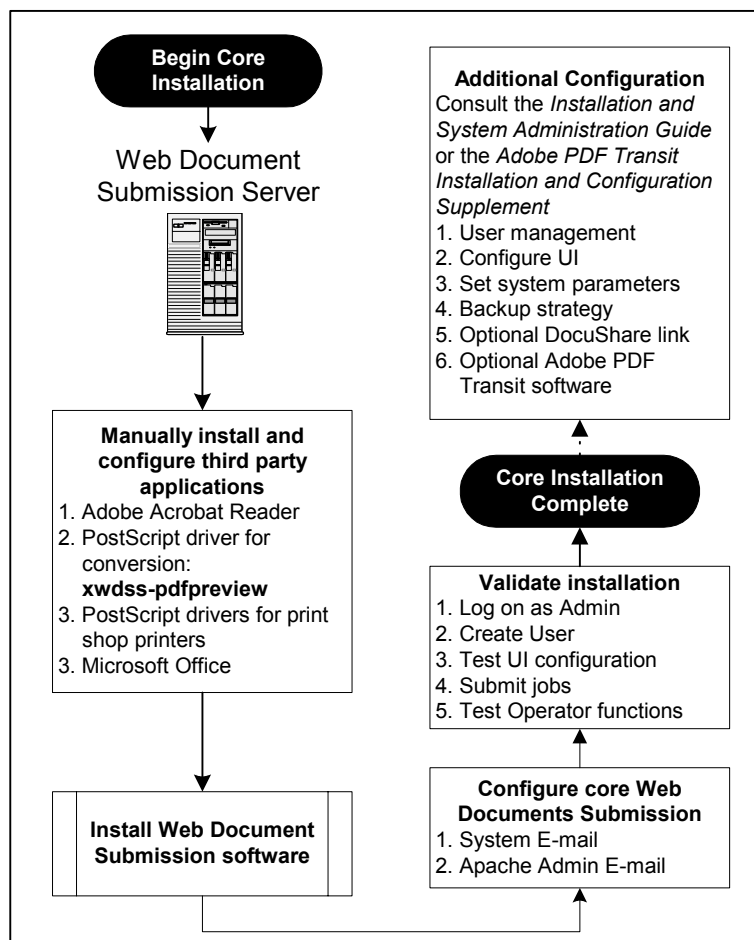 Begin Core
Installation
Web Document
Submission Server
Manually install and
configure third party
applications
1. Adobe Acrobat Reader
2. PostScript driver for
conversion:
xwdss-pdfpreview
3. PostScript drivers for print
shop printers
3. Microsoft Office
Install Web Document
Submission software
Configure core Web
Documents Submission
1. System E-mail
2. Apache Admin E-mail
Validate installation
1. Log on as Admin
2. Create User
3. Test UI configuration
4. Submit jobs
5. Test Operator functions
Core Installation
Complete
Additional Configuration
Consult the Installation and
System Administration Guide
or the Adobe PDF Transit
Installation and Configuration
Supplement
1. User management
2. Configure UI
3. Set system parameters
4. Backup strategy
5. Optional DocuShare link
6. Optional Adobe PDF
Transit software